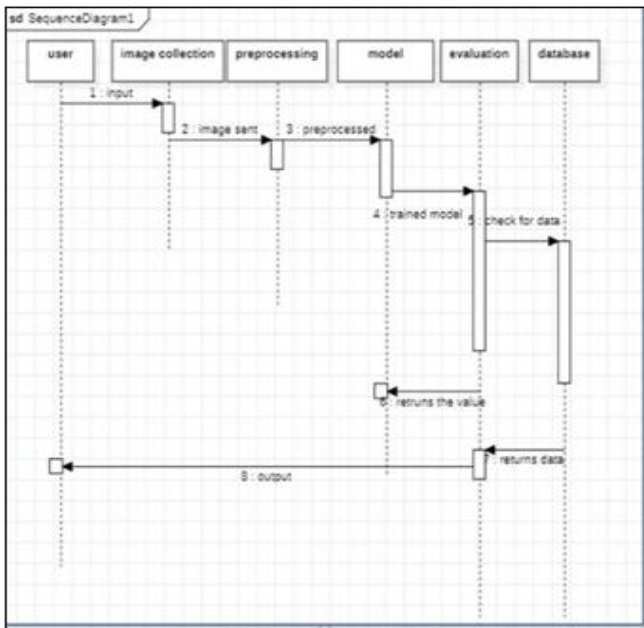 sd SequenceDiagram1
user
image collection
preprocessing
model
evaluation
database
1 : input
2 : image sent
3 : preprocessed
4 : trained model
5 : check for data
6 : retruns the value
7 : returns data
8 : output